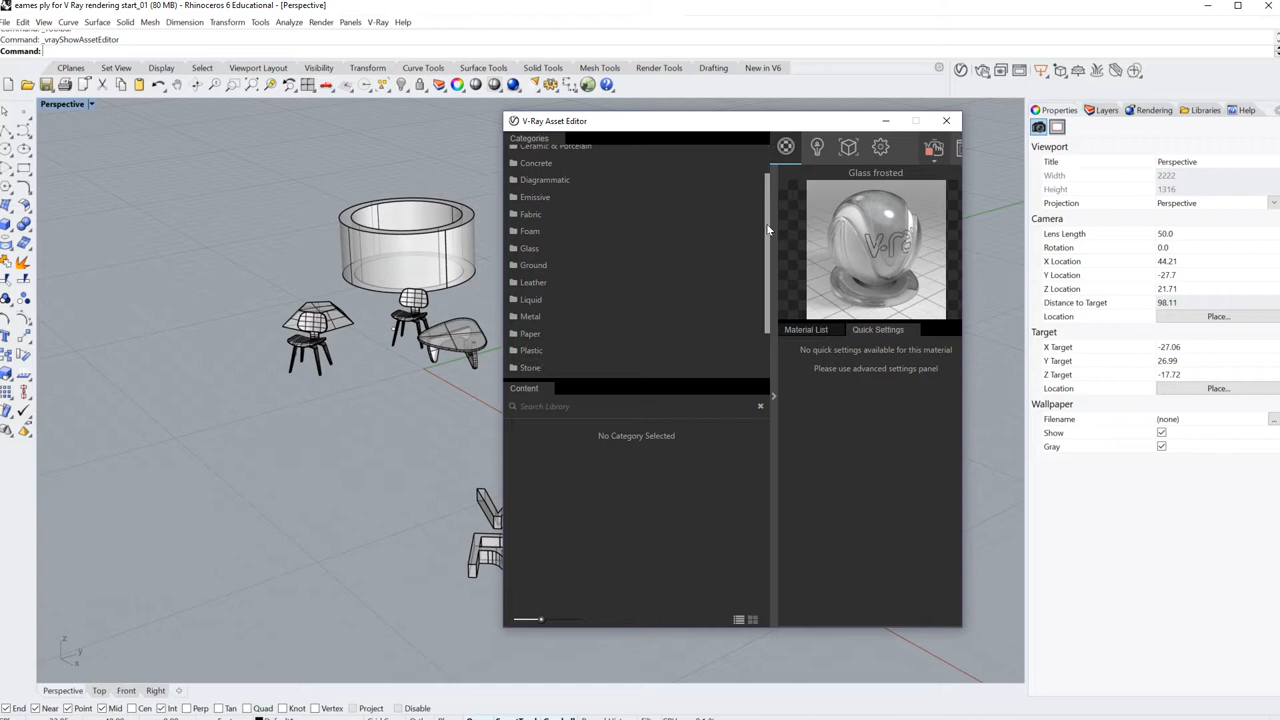 eames ply for V Ray rendering start_01 (80 MB) - Rhinoceros 6 Educational - [Perspective]
File Edit View Curve Surface Solid Mesh Dimension Transform Tools Analyze Render Panels V-Ray Help
Command: _vrayShowAssetEditor
Command:
CPlanes Set View Display Select Viewport Layout Visibility Transform Curve Tools Surface Tools Solid Tools Mesh Tools Render Tools Drafting New in V6
Perspective
V-Ray Asset Editor
Categories
Ceramic & Porcelain
Concrete
Diagrammatic
Emissive
Fabric
Foam
Glass
Ground
Leather
Liquid
Metal
Paper
Plastic
Stone
Content
Search Library
No Category Selected
Glass frosted
v-ra
Material List Quick Settings
No quick settings available for this material
Please use advanced settings panel
Properties Layers Rendering Libraries Help
Viewport
Title Perspective
Width 2222
Height 1316
Projection Perspective
Camera
Lens Length 50.0
Rotation 0.0
X Location 44.21
Y Location -27.7
Z Location 21.71
Distance to Target 98.11
Location Place...
Target
X Target -27.06
Y Target 26.99
Z Target -17.72
Location Place...
Wallpaper
Filename (none) ...
Show
Gray
z
y
x
Perspective Top Front Right
End Near Point Mid Cen Int Perp Tan Quad Knot Vertex Project Disable